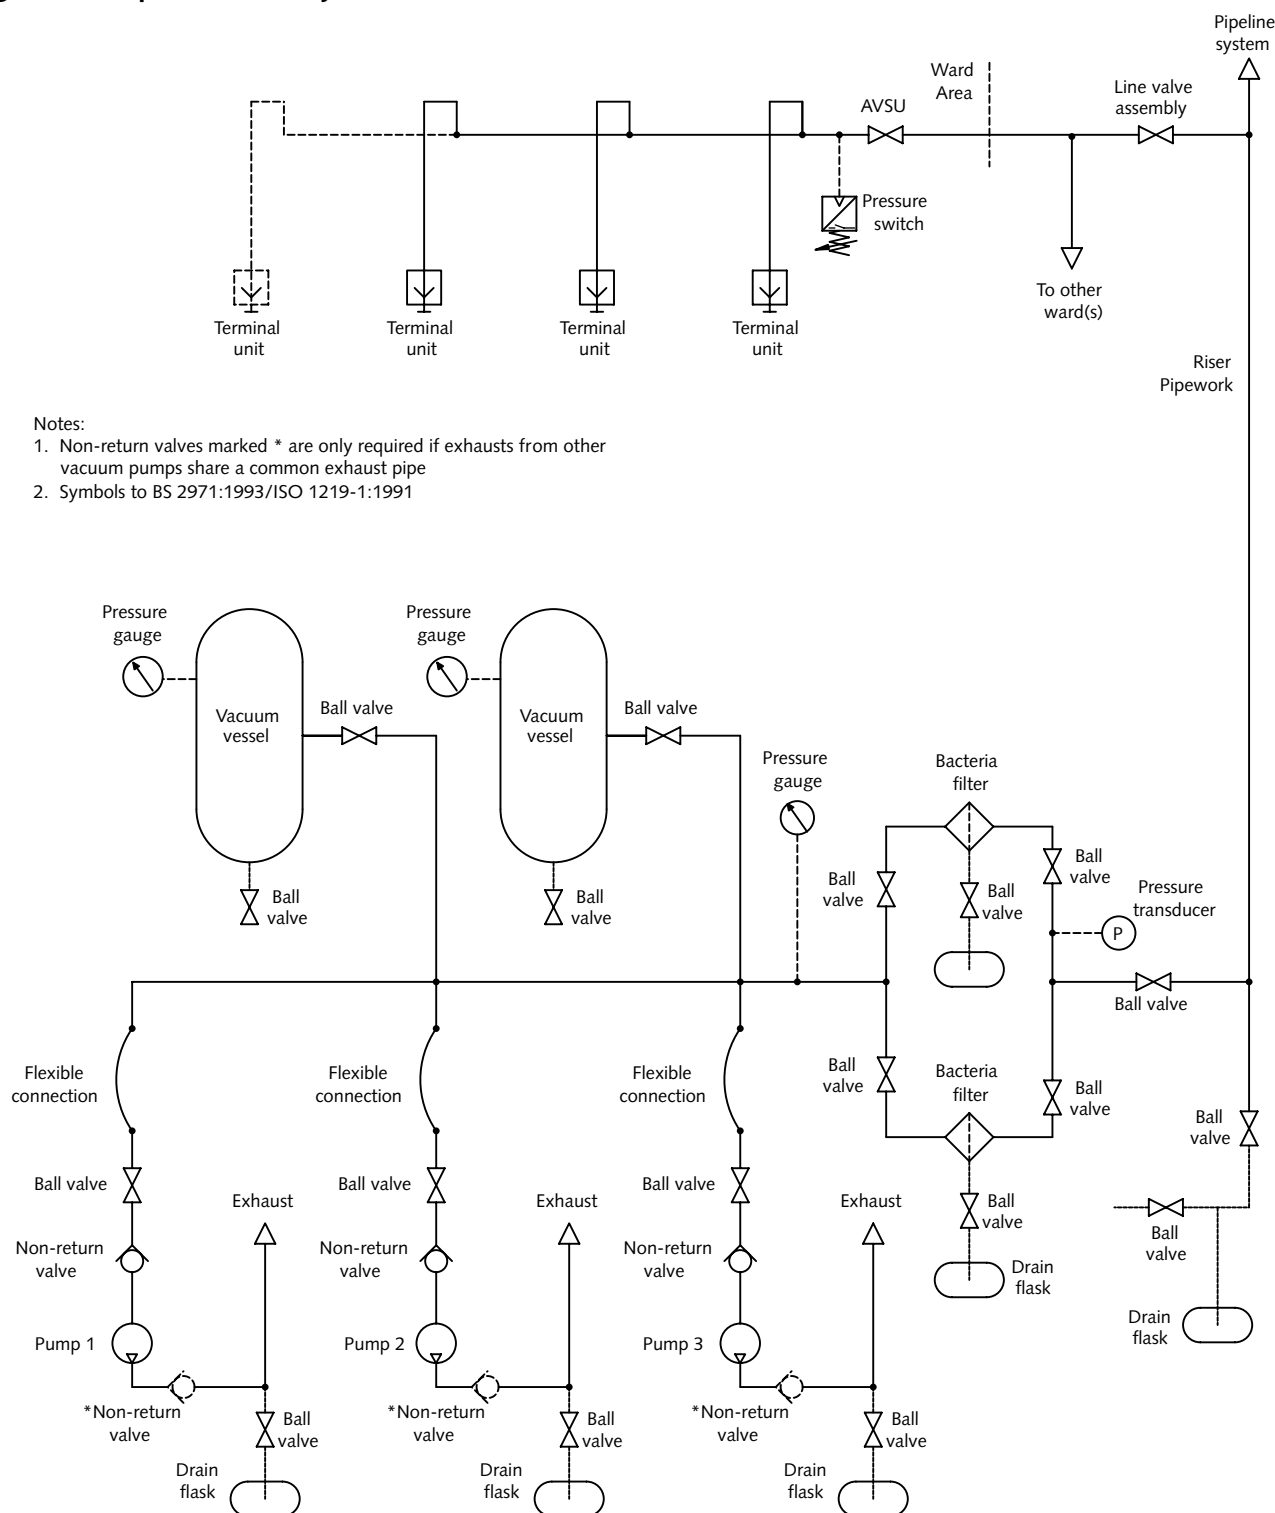 Pipeline
system
Ward
Area
AVSU
Line valve
assembly
Pressure
switch
To other
ward(s)
Terminal
unit
Terminal
unit
Terminal
unit
Terminal
unit
Riser
Pipework
Notes:
1. Non-return valves marked * are only required if exhausts from other
vacuum pumps share a common exhaust pipe
2. Symbols to BS 2971:1993/ISO 1219-1:1991
Pressure
gauge
Vacuum
vessel
Ball valve
Ball
valve
Pressure
gauge
Vacuum
vessel
Ball valve
Ball
valve
Pressure
gauge
Bacteria
filter
Ball
valve
Ball
valve
Ball
valve
Pressure
transducer
P
Ball valve
Flexible
connection
Flexible
connection
Flexible
connection
Ball
valve
Bacteria
filter
Ball
valve
Ball
valve
Ball valve
Exhaust
Ball valve
Exhaust
Ball valve
Exhaust
Ball
valve
Ball
valve
Non-return
valve
Non-return
valve
Non-return
valve
Drain
flask
Drain
flask
Pump 1
Pump 2
Pump 3
*Non-return
valve
Ball
valve
*Non-return
valve
Ball
valve
*Non-return
valve
Ball
valve
Drain
flask
Drain
flask
Drain
flask